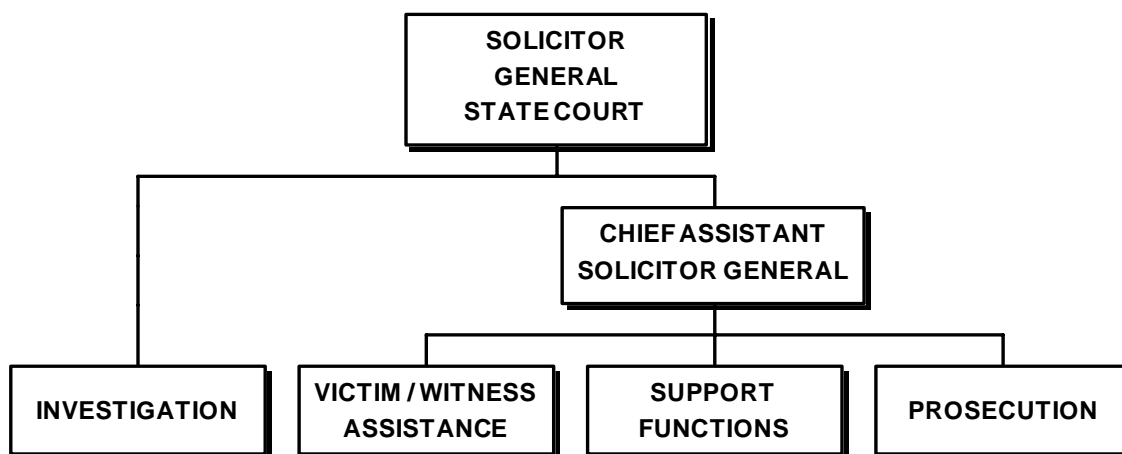 SOLICITOR
GENERAL
STATE COURT
CHIEF ASSISTANT
SOLICITOR GENERAL
INVESTIGATION
VICTIM / WITNESS
ASSISTANCE
SUPPORT
FUNCTIONS
PROSECUTION